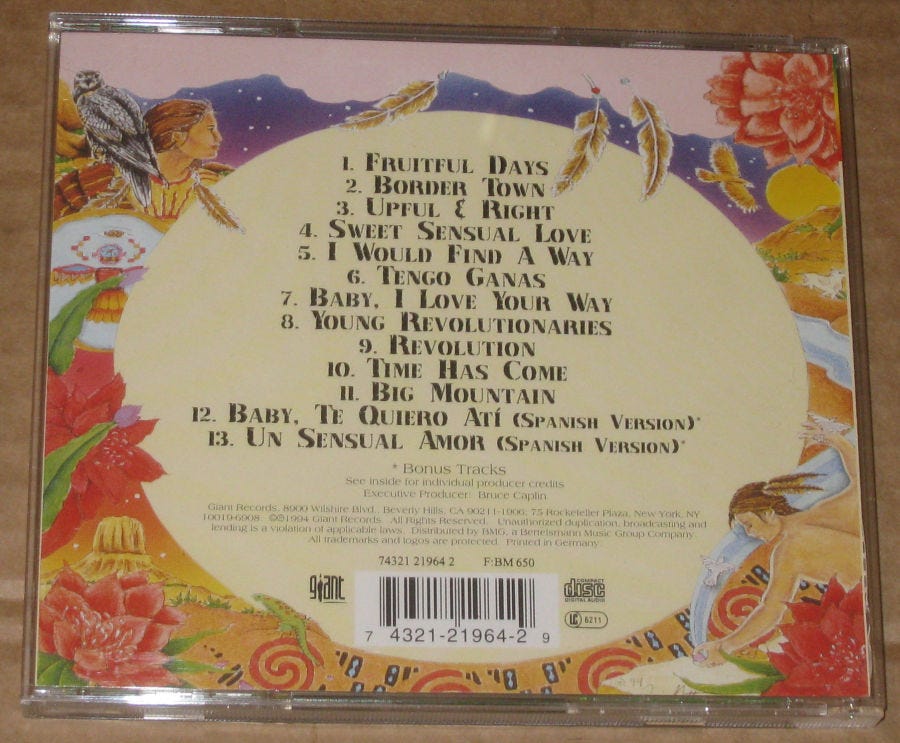 1. Fruitful Days
2. Border Town
3. Upful & Right
4. Sweet Sensual Love
5. I Would Find A Way
6. Tengo Ganas
7. Baby, I Love Your Way
8. Young Revolutionaries
9. Revolution
10. Time Has Come
11. Big Mountain
12. Baby, Te Quiero Atí (Spanish Version)*
13. Un Sensual Amor (Spanish Version)*
* Bonus Tracks
See inside for individual producer credits
Executive Producer: Bruce Caplin
Giant Records. 8900 Wilshire Blvd., Beverly Hills, CA 90211-1906; 75 Rockefeller Plaza, New York, NY
10019-6908. ©℗1994 Giant Records. All Rights Reserved. Unauthorized duplication, broadcasting and
lending is a violation of applicable laws. Distributed by BMG, a Bertelsmann Music Group Company.
All trademarks and logos are protected. Printed in Germany
74321 21964 2 F:BM 650
giant
COMPACT
disc
DIGITAL AUDIO
LC 6211
7 4321-21964-2 9